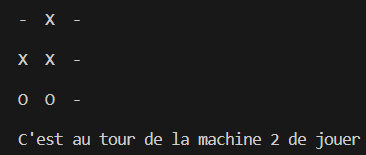 - X -
X X -
O O -
C'est au tour de la machine 2 de jouer